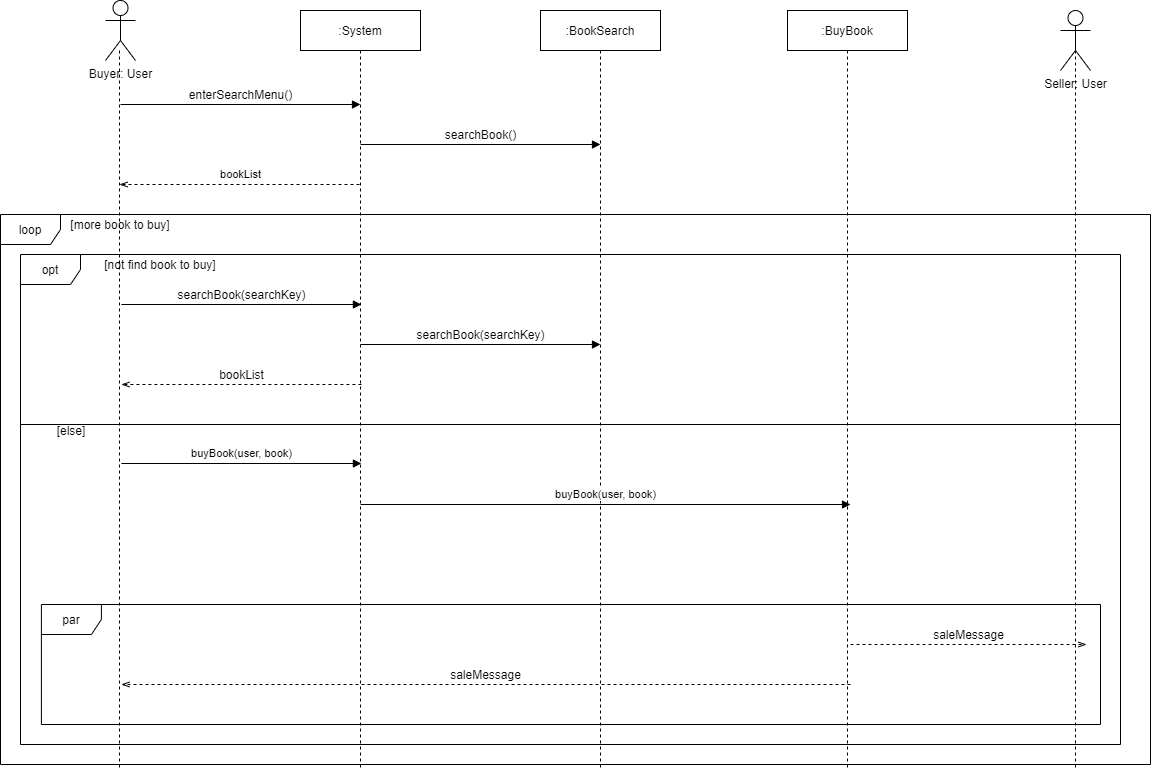 :System
:BookSearch
:BuyBook
Buyer: User
Seller: User
enterSearchMenu()
searchBook()
bookList
loop
[more book to buy]
opt
[not find book to buy]
searchBook(searchKey)
searchBook(searchKey)
bookList
[else]
buyBook(user, book)
buyBook(user, book)
par
saleMessage
saleMessage